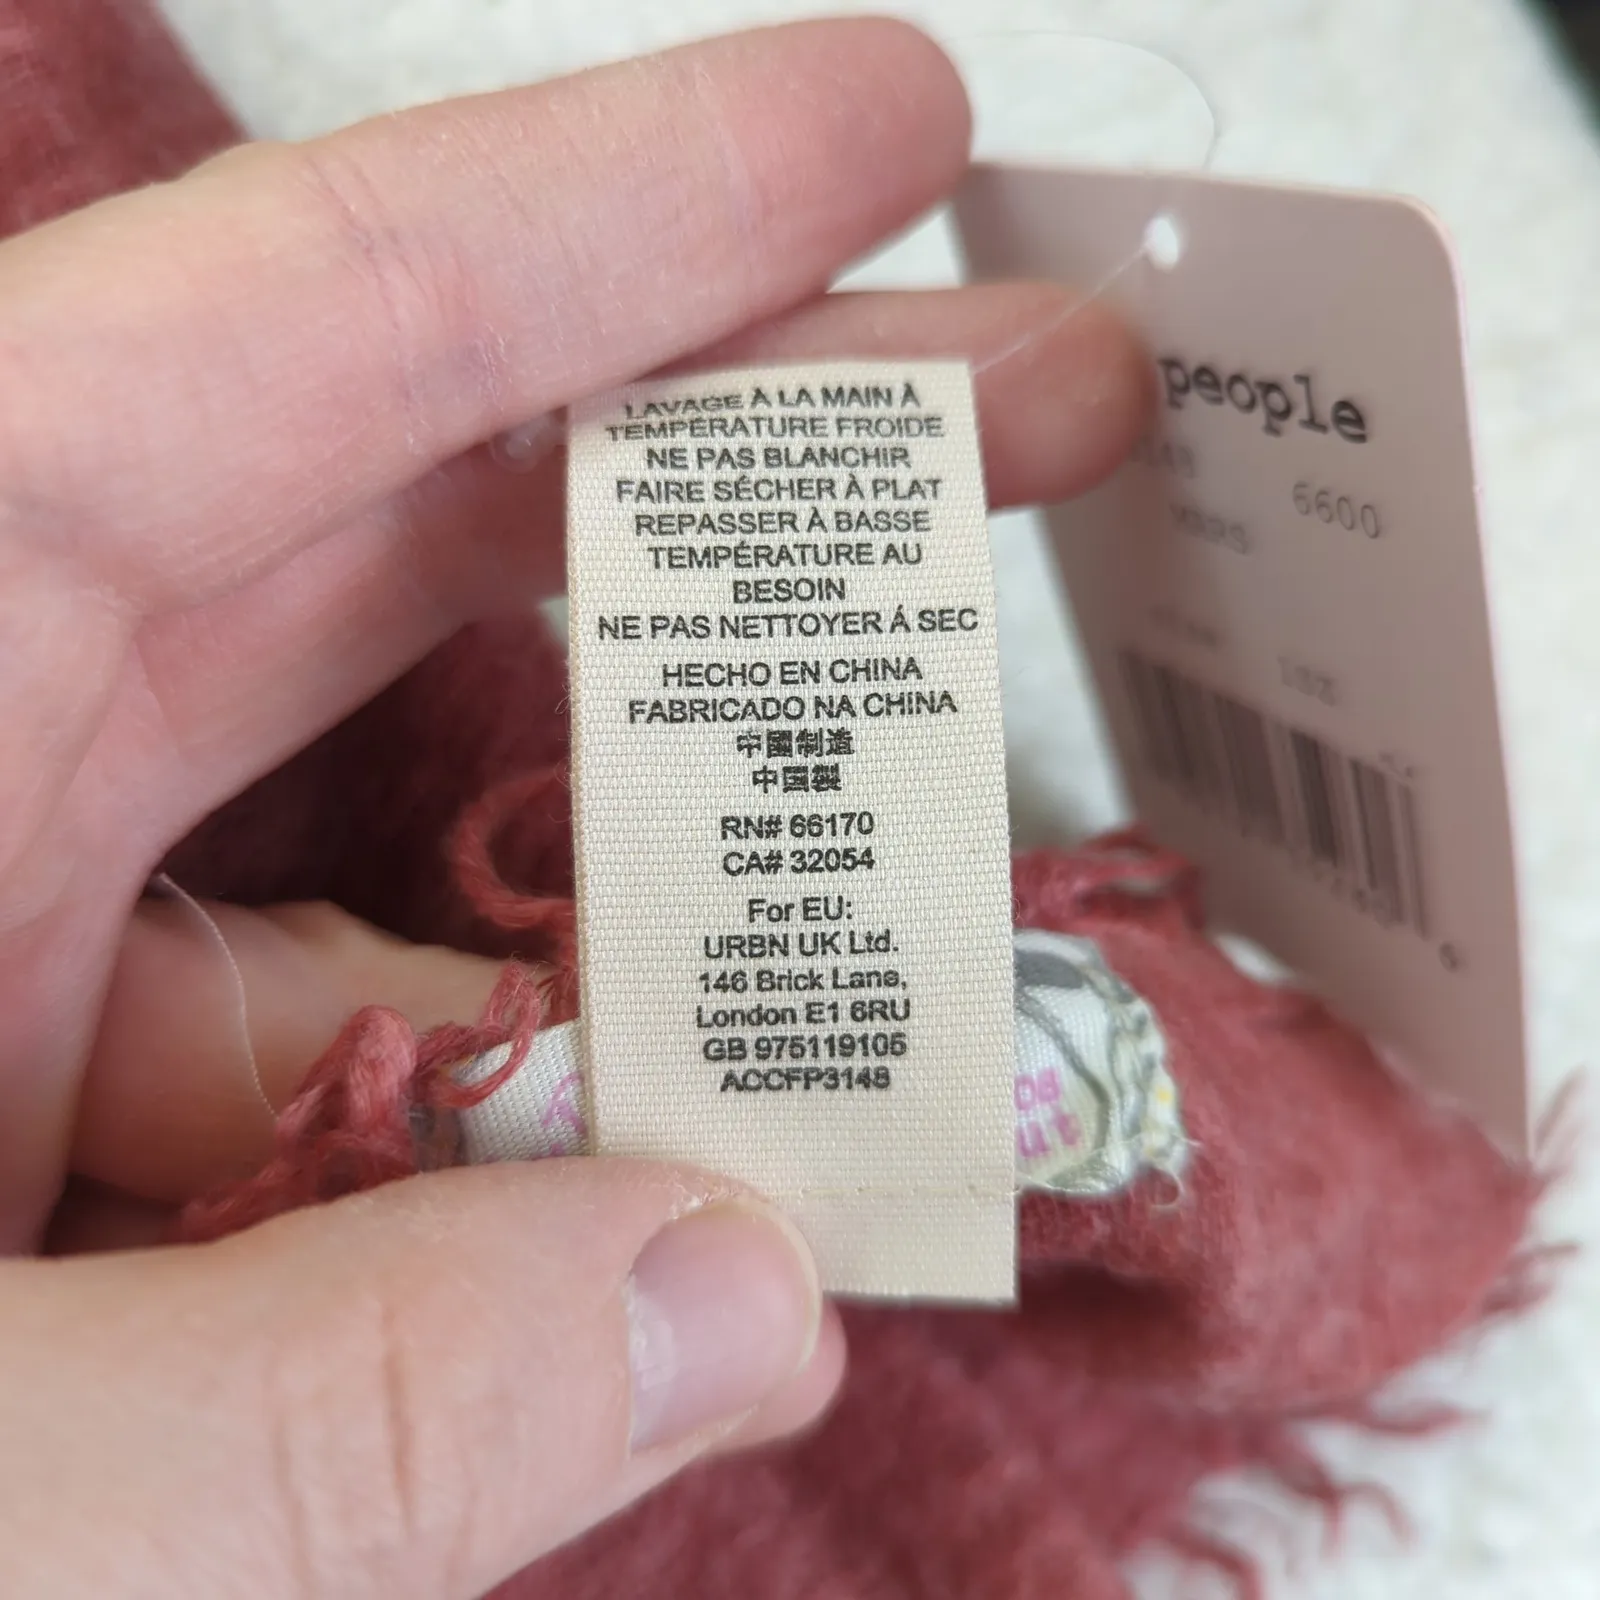 LAVAGE À LA MAIN À
TEMPÉRATURE FROIDE
NE PAS BLANCHIR
FAIRE SÉCHER À PLAT
REPASSER À BASSE
TEMPÉRATURE AU
BESOIN
NE PAS NETTOYER Á SEC
HECHO EN CHINA
FABRICADO NA CHINA
中國制造
中国製
RN# 66170
CA# 32054
For EU:
URBN UK Ltd.
146 Brick Lane,
London E1 6RU
GB 975119105
ACCFP3148
people
6600